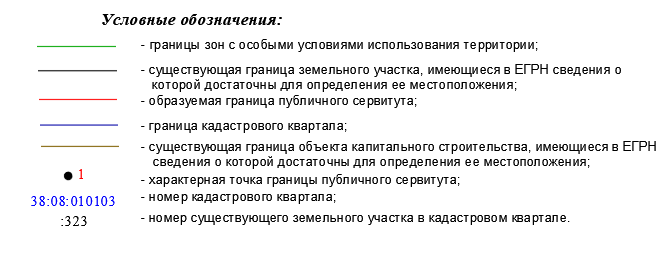 Условные обозначения:
- границы зон с особыми условиями использования территории;
- существующая граница земельного участка, имеющиеся в ЕГРН сведения о
которой достаточны для определения ее местоположения;
- образуемая граница публичного сервитута;
- граница кадастрового квартала;
- существующая граница объекта капитального строительства, имеющиеся в ЕГРН
сведения о которой достаточны для определения ее местоположения;
1 - характерная точка границы публичного сервитута;
38:08:010103 - номер кадастрового квартала;
:323 - номер существующего земельного участка в кадастровом квартале.